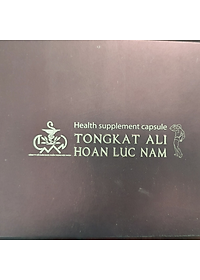 Health supplement capsule
TONGKAT ALI
HOAN LUC NAM